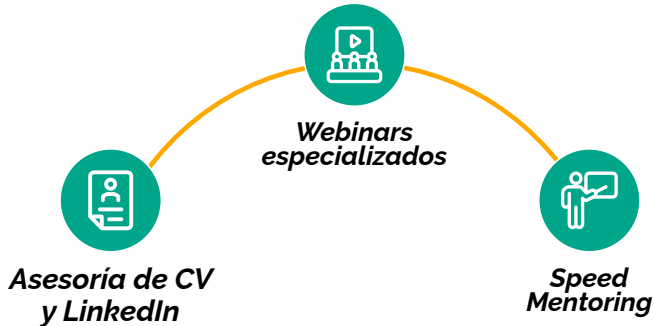 Webinars
especializados
Asesoría de CV
y LinkedIn
Speed
Mentoring